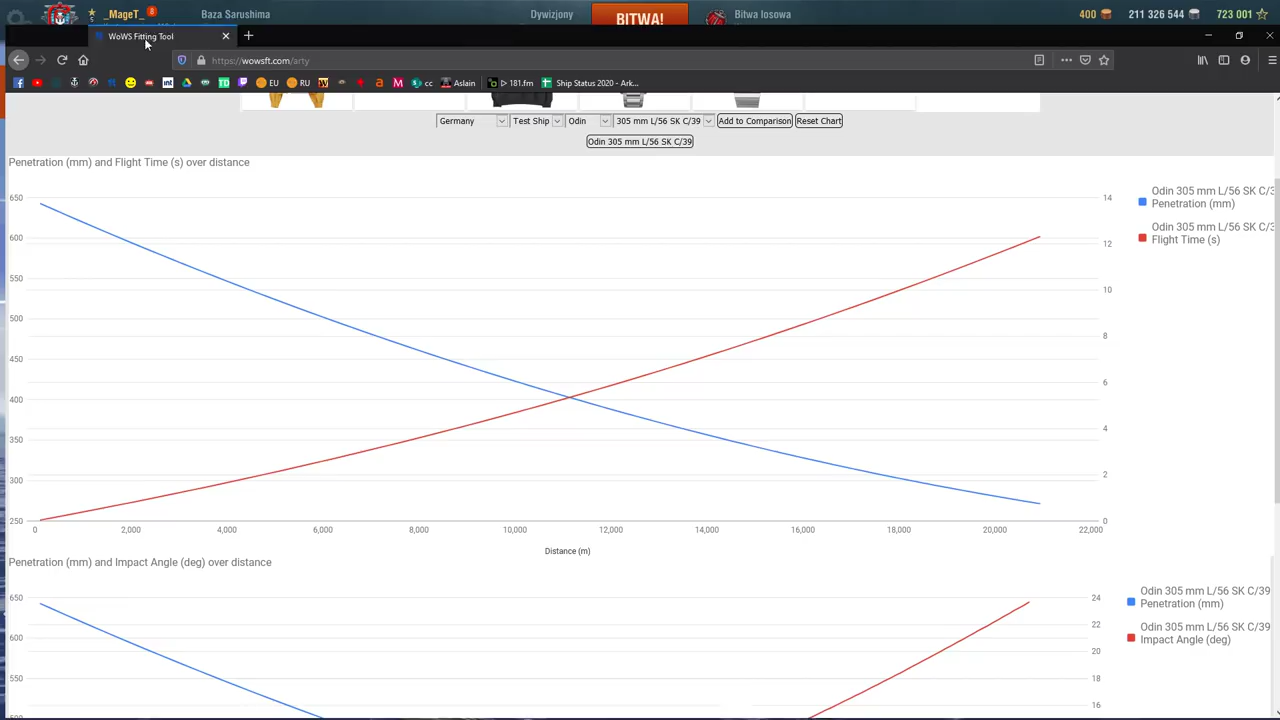 _MageT_
8
Baza Sarushima
Dywizjony
BITWA!
Bitwa losowa
400
211 326 544
723 001
WoWS Fitting Tool
https://wowsft.com/arty
int
TD
EU
RU
cc
Aslain
181.fm
Ship Status 2020 - Ark...
Germany
Test Ship
Odin
305 mm L/56 SK C/39
Add to Comparison
Reset Chart
Odin 305 mm L/56 SK C/39
Penetration (mm) and Flight Time (s) over distance
650
600
550
500
450
400
350
300
250
14
12
10
8
6
4
2
0
0
2,000
4,000
6,000
8,000
10,000
12,000
14,000
16,000
18,000
20,000
22,000
Distance (m)
Odin 305 mm L/56 SK C/3
Penetration (mm)
Odin 305 mm L/56 SK C/3
Flight Time (s)
Penetration (mm) and Impact Angle (deg) over distance
650
600
550
500
24
22
20
18
16
Odin 305 mm L/56 SK C/39
Penetration (mm)
Odin 305 mm L/56 SK C/39
Impact Angle (deg)